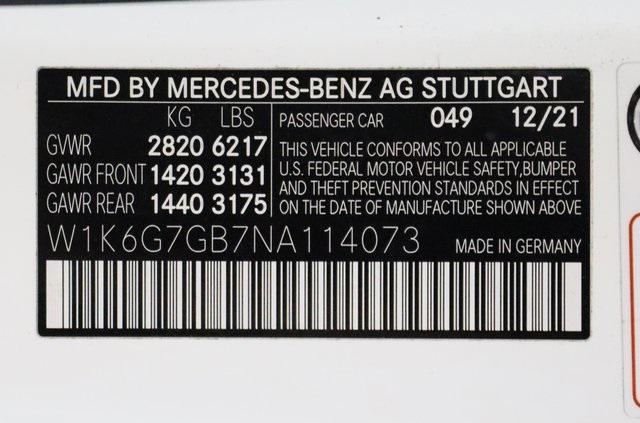 MFD BY MERCEDES-BENZ AG STUTTGART
KG LBS
GVWR 2820 6217
GAWR FRONT 1420 3131
GAWR REAR 1440 3175
PASSENGER CAR 049 12/21
THIS VEHICLE CONFORMS TO ALL APPLICABLE
U.S. FEDERAL MOTOR VEHICLE SAFETY,BUMPER
AND THEFT PREVENTION STANDARDS IN EFFECT
ON THE DATE OF MANUFACTURE SHOWN ABOVE
W1K6G7GB7NA114073 MADE IN GERMANY